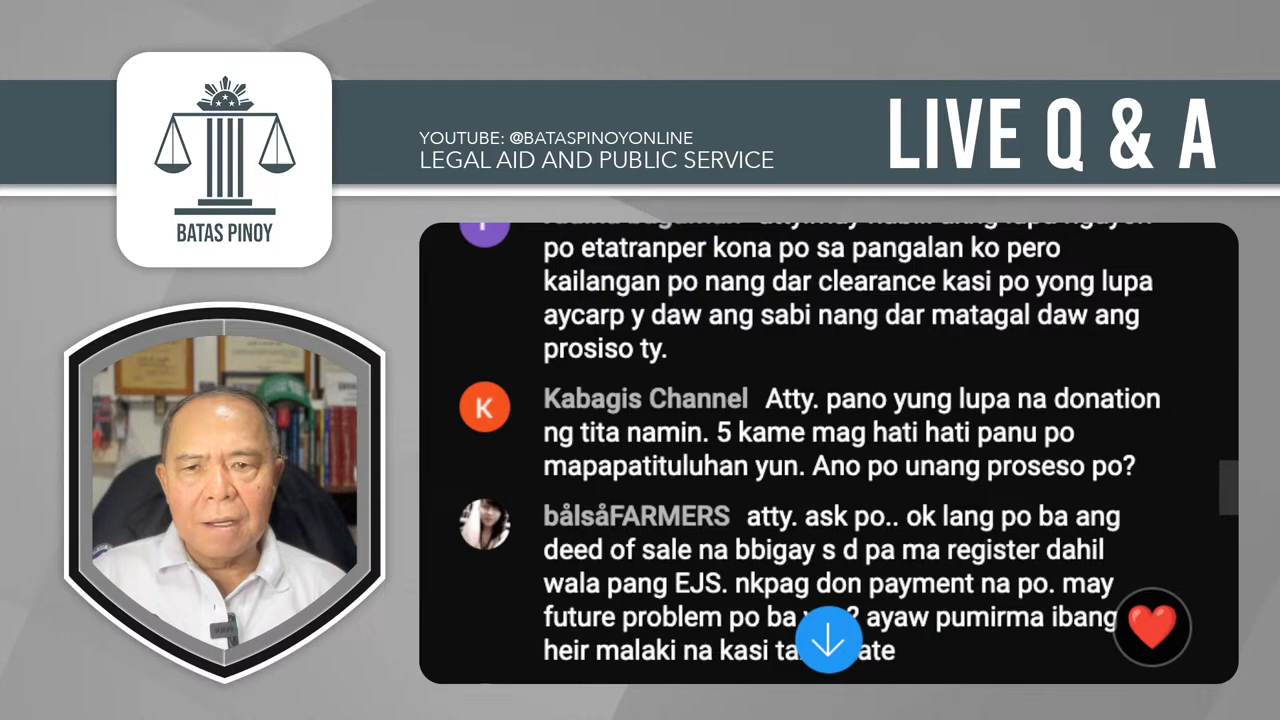 YOUTUBE: @BATASPINOYONLINE
LEGAL AID AND PUBLIC SERVICE
LIVE Q & A
BATAS PINOY
po etatranper kona po sa pangalan ko pero
kailangan po nang dar clearance kasi po yong lupa
aycarp y daw ang sabi nang dar matagal daw ang
prosiso ty.
K
Kabagis Channel Atty. pano yung lupa na donation
ng tita namin. 5 kame mag hati hati panu po
mapapatituluhan yun. Ano po unang proseso po?
bålsåFARMERS atty. ask po.. ok lang po ba ang
deed of sale na bbigay s d pa ma register dahil
wala pang EJS. nkpag don payment na po. may
future problem po ba ayaw pumirma ibang
heir malaki na kasi